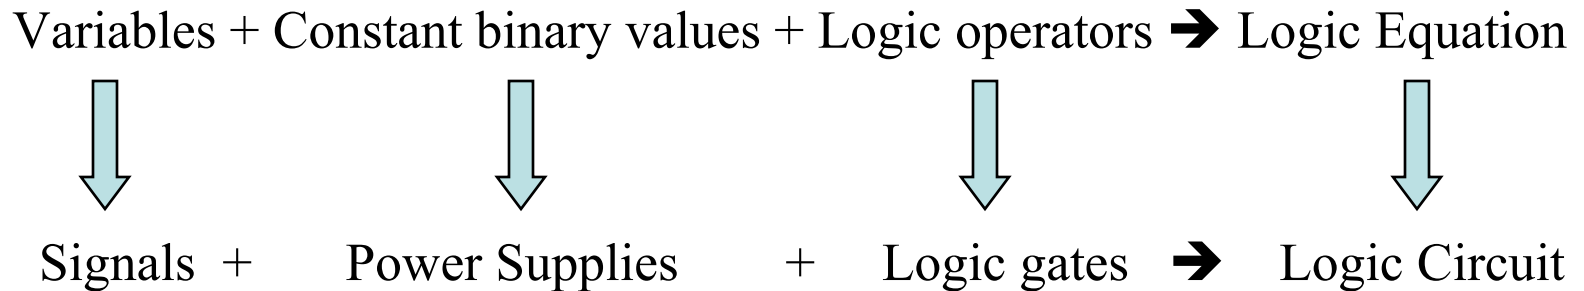 Variables + Constant binary values + Logic operators ➔ Logic Equation
Signals + Power Supplies + Logic gates ➔ Logic Circuit